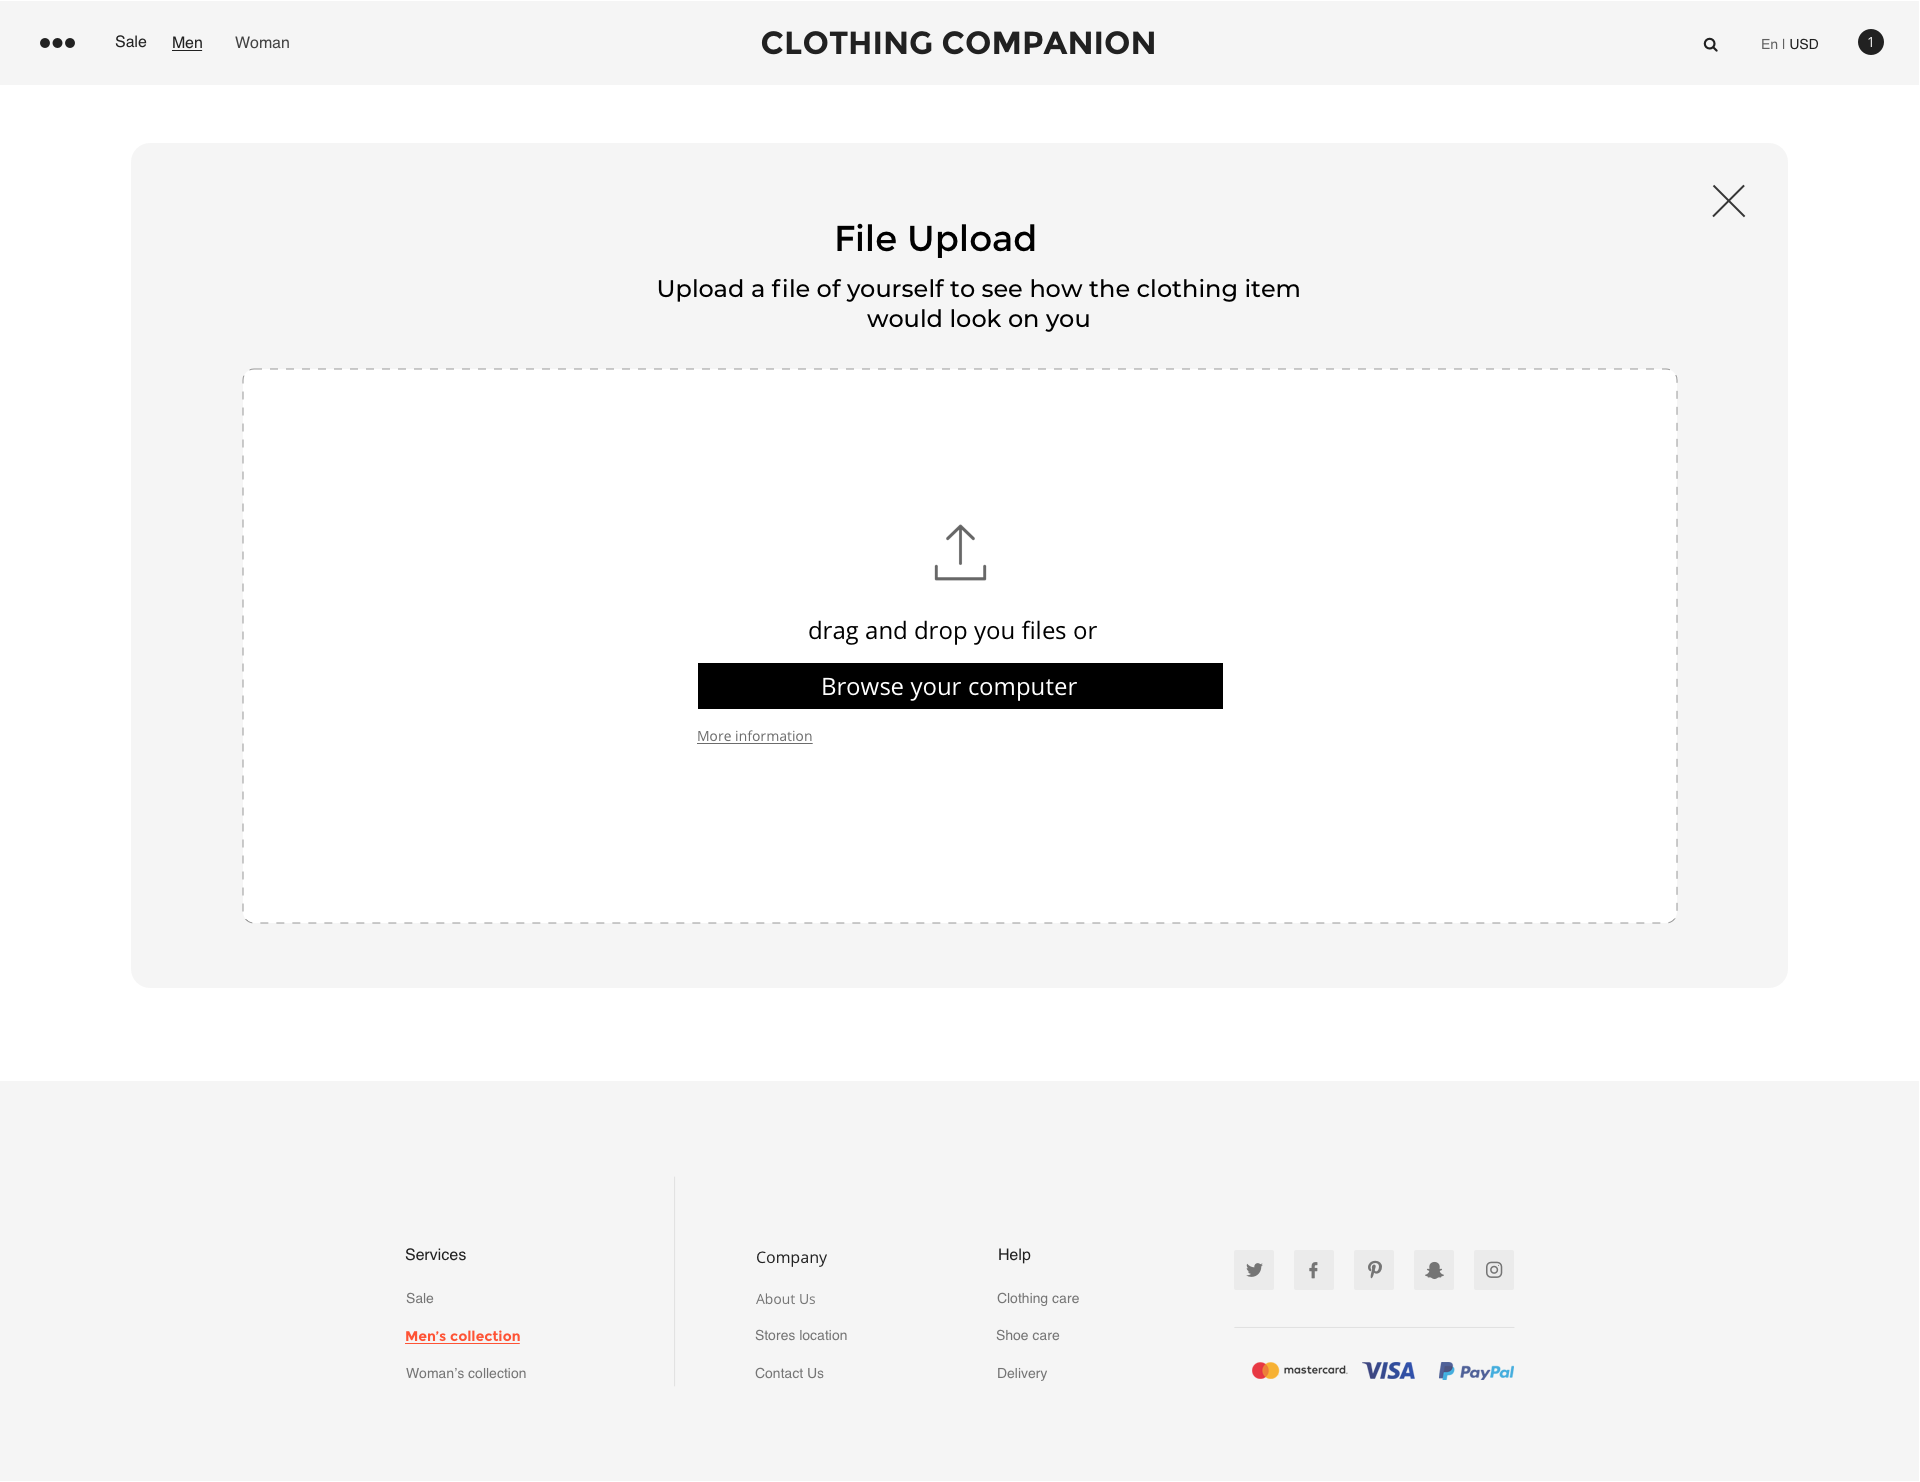 Sale Men Woman
CLOTHING COMPANION
En | USD
1
File Upload
Upload a file of yourself to see how the clothing item
would look on you
drag and drop you files or
Browse your computer
More information
Services
Sale
Men's collection
Woman's collection
Company
About Us
Stores location
Contact Us
Help
Clothing care
Shoe care
Delivery
mastercard. VISA PayPal